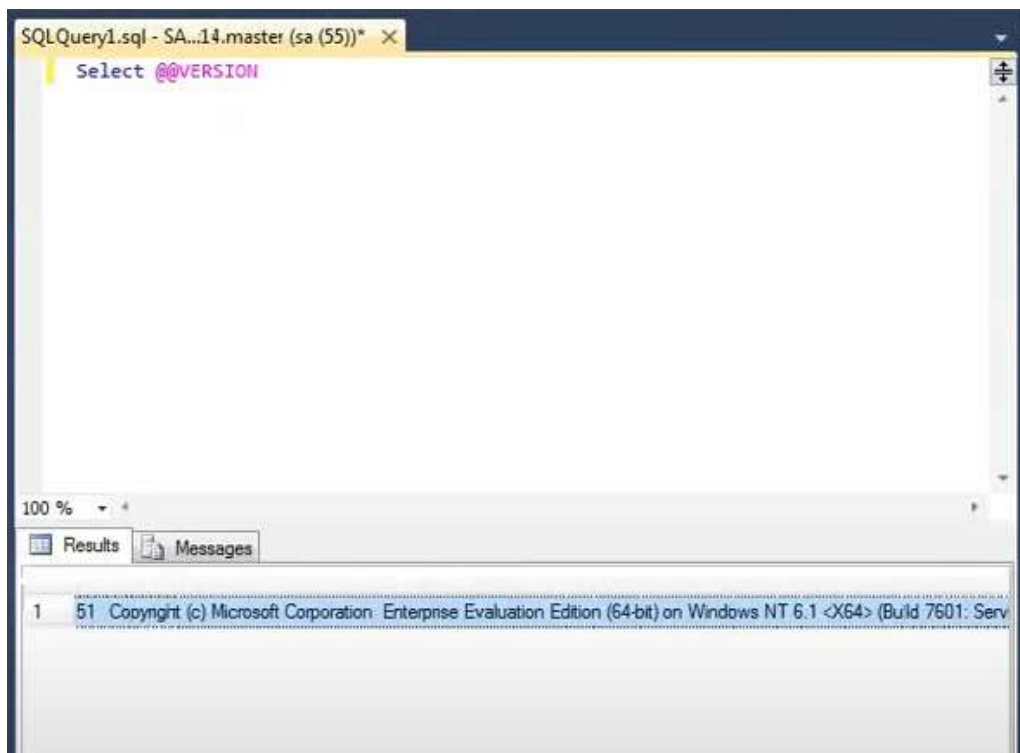 SQLQuery1.sql - SA...14.master (sa (55))* ×
Select @@VERSION
100 %
Results Messages
1 51 Copyright (c) Microsoft Corporation Enterprise Evaluation Edition (64-bit) on Windows NT 6.1 <X64> (Build 7601: Serv